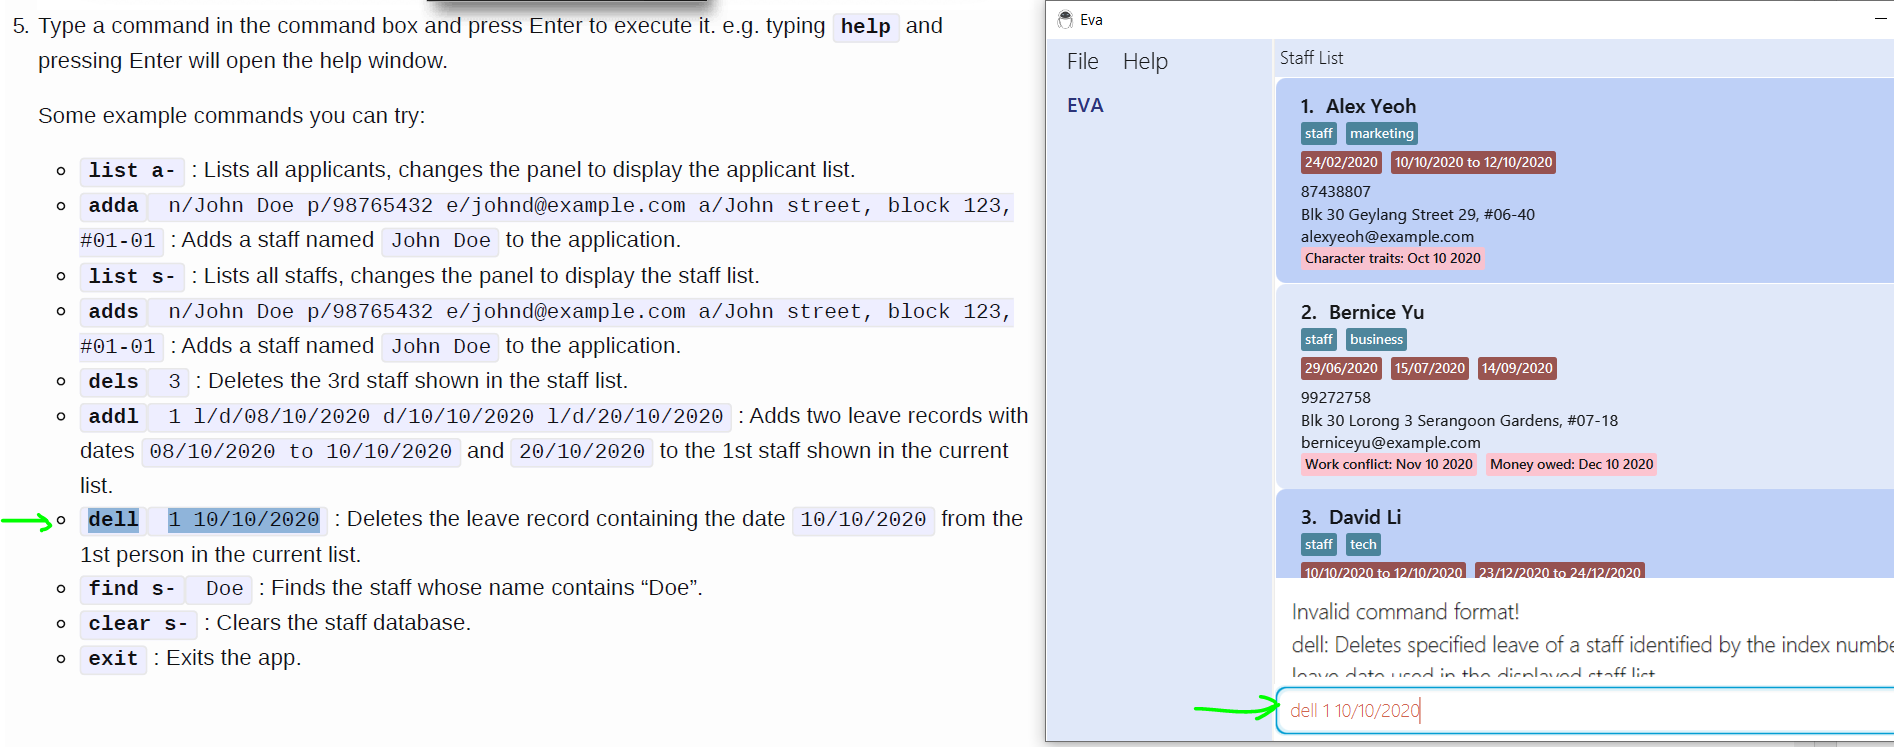 5. Type a command in the command box and press Enter to execute it. e.g. typing help and
pressing Enter will open the help window.
Some example commands you can try:
list a- : Lists all applicants, changes the panel to display the applicant list.
adda n/John Doe p/98765432 e/johnd@example.com a/John street, block 123,
#01-01 : Adds a staff named John Doe to the application.
list s- : Lists all staffs, changes the panel to display the staff list.
adds n/John Doe p/98765432 e/johnd@example.com a/John street, block 123,
#01-01 : Adds a staff named John Doe to the application.
dels 3 : Deletes the 3rd staff shown in the staff list.
addl 1 l/d/08/10/2020 d/10/10/2020 l/d/20/10/2020 : Adds two leave records with
dates 08/10/2020 to 10/10/2020 and 20/10/2020 to the 1st staff shown in the current
list.
dell 1 10/10/2020 : Deletes the leave record containing the date 10/10/2020 from the
1st person in the current list.
find s- Doe : Finds the staff whose name contains “Doe”.
clear s- : Clears the staff database.
exit : Exits the app.
Eva
File Help
EVA
Staff List
1. Alex Yeoh
staff marketing
24/02/2020 10/10/2020 to 12/10/2020
87438807
Blk 30 Geylang Street 29, #06-40
alexyeoh@example.com
Character traits: Oct 10 2020
2. Bernice Yu
staff business
29/06/2020 15/07/2020 14/09/2020
99272758
Blk 30 Lorong 3 Serangoon Gardens, #07-18
berniceyu@example.com
Work conflict: Nov 10 2020 Money owed: Dec 10 2020
3. David Li
staff tech
10/10/2020 to 12/10/2020 23/12/2020 to 24/12/2020
Invalid command format!
dell: Deletes specified leave of a staff identified by the index numbe
leave date used in the displayed staff list
dell 1 10/10/2020